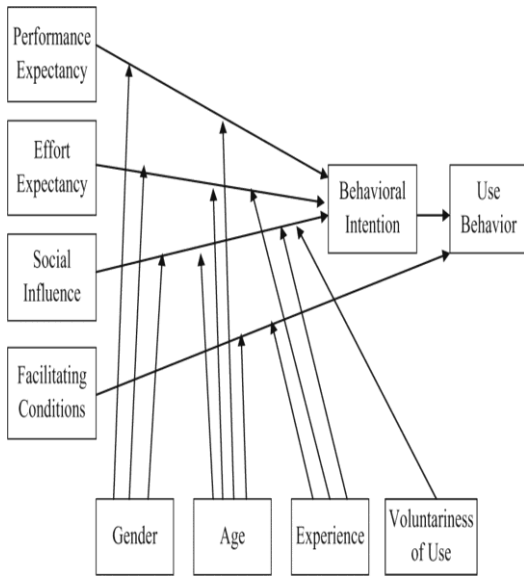 Performance
Expectancy
Effort
Expectancy
Behavioral
Intention
Use
Behavior
Social
Influence
Facilitating
Conditions
Gender
Age
Experience
Voluntariness
of Use